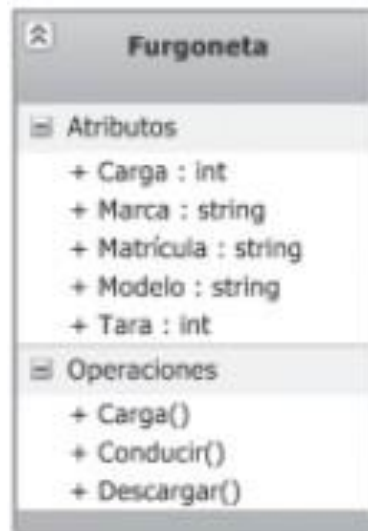 Furgoneta
Atributos
+ Carga : int
+ Marca : string
+ Matrícula : string
+ Modelo : string
+ Tara : int
Operaciones
+ Carga()
+ Conducir()
+ Descargar()